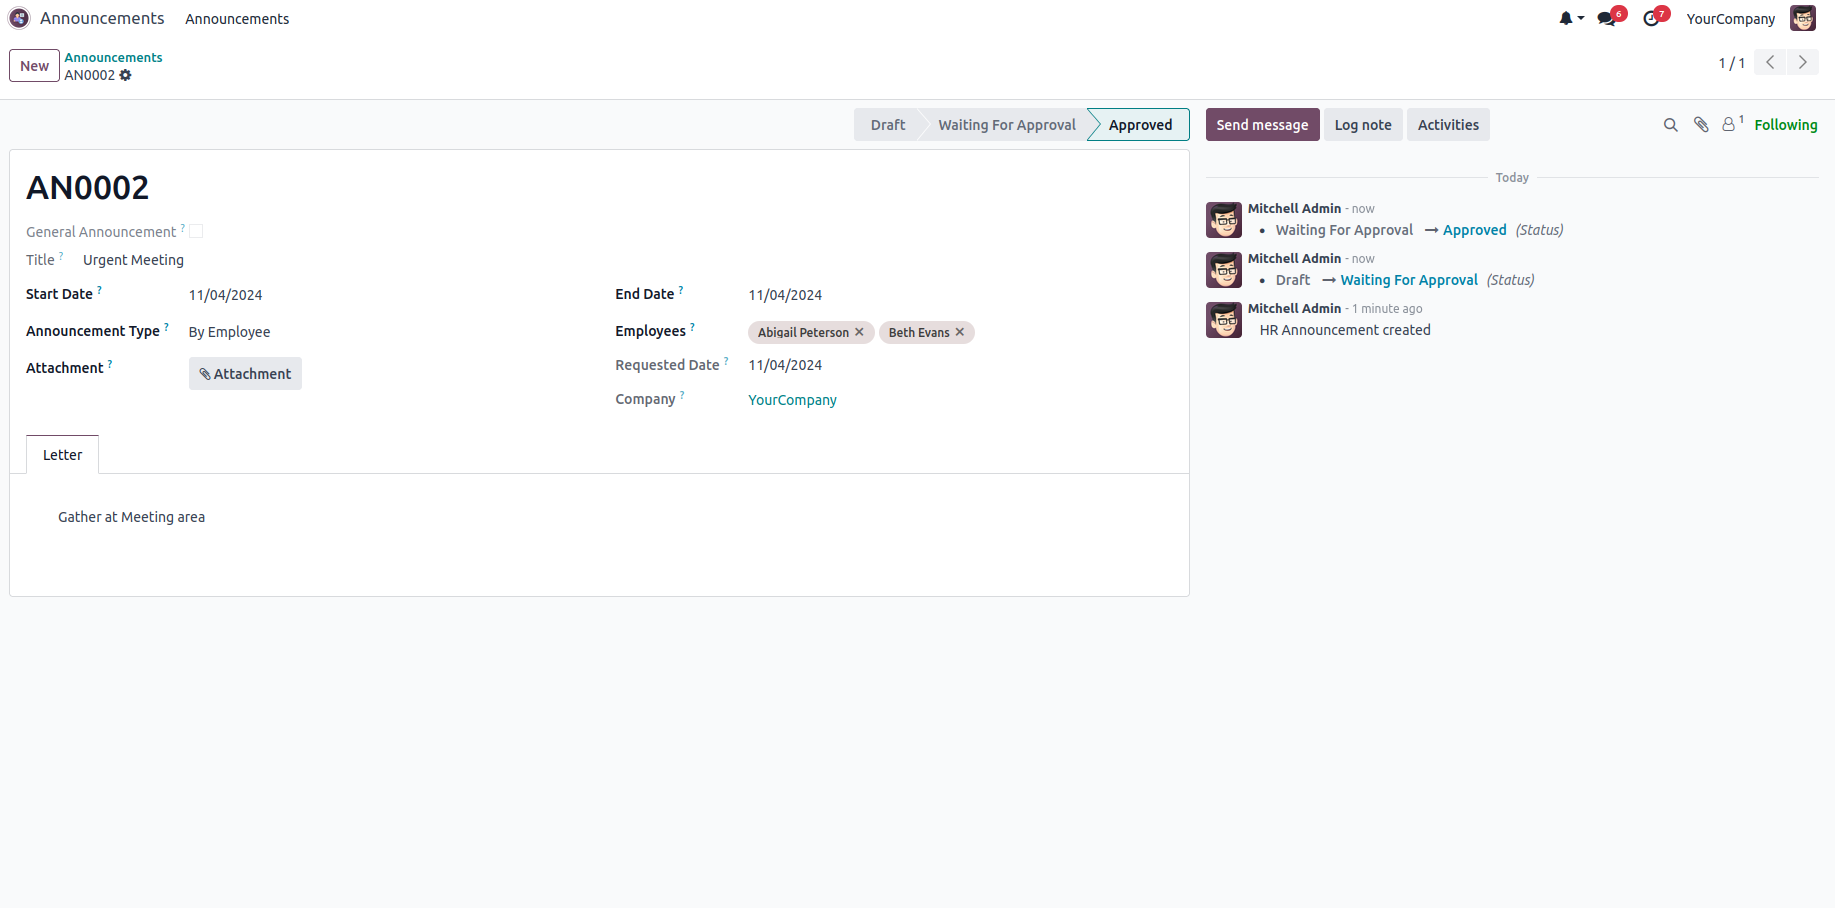 Announcements Announcements 6 7 YourCompany
New Announcements
AN0002 1 / 1
Draft Waiting For Approval Approved Send message Log note Activities 1 Following
Today
AN0002
General Announcement ?
Title ? Urgent Meeting
Start Date ? 11/04/2024 End Date ? 11/04/2024
Announcement Type ? By Employee Employees ? Abigail Peterson ✕ Beth Evans ✕
Attachment ? Attachment Requested Date ? 11/04/2024
Company ? YourCompany
Letter
Gather at Meeting area
Mitchell Admin - now
• Waiting For Approval → Approved (Status)
Mitchell Admin - now
• Draft → Waiting For Approval (Status)
Mitchell Admin - 1 minute ago
HR Announcement created